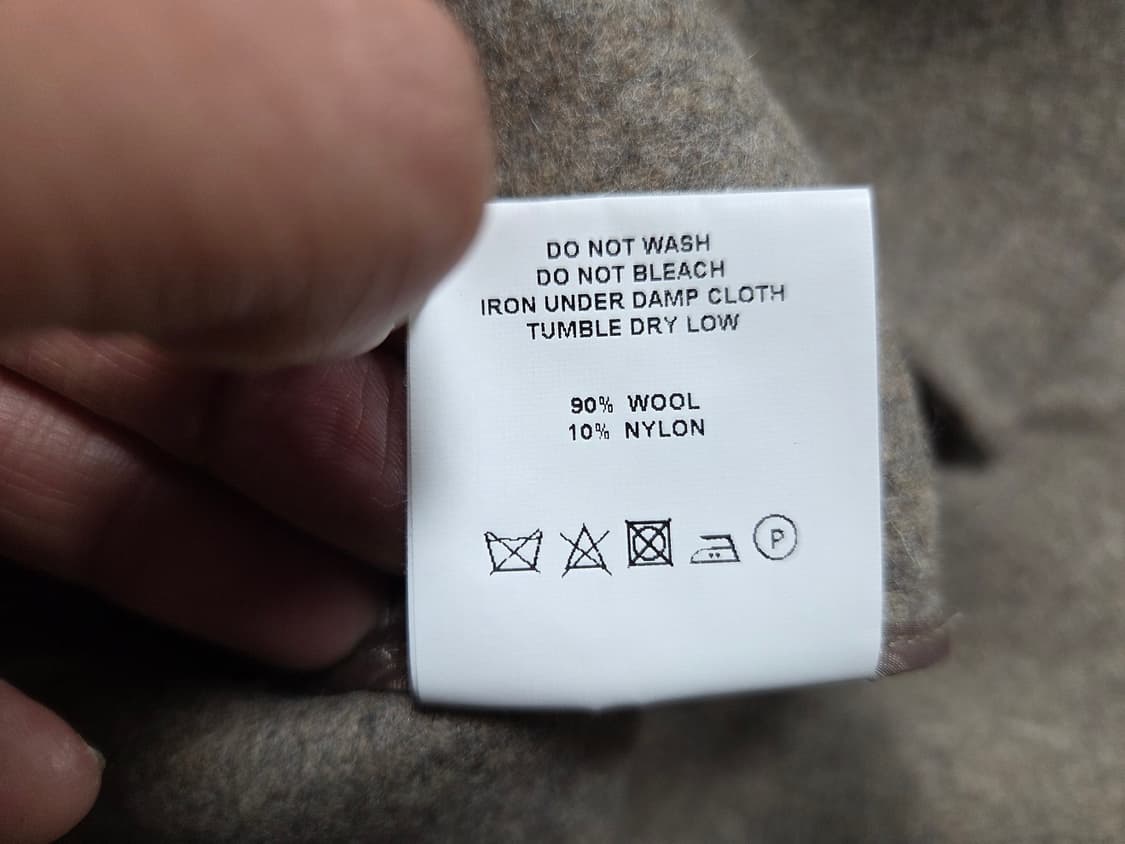 DO NOT WASH
DO NOT BLEACH
IRON UNDER DAMP CLOTH
TUMBLE DRY LOW
90% WOOL
10% NYLON
P